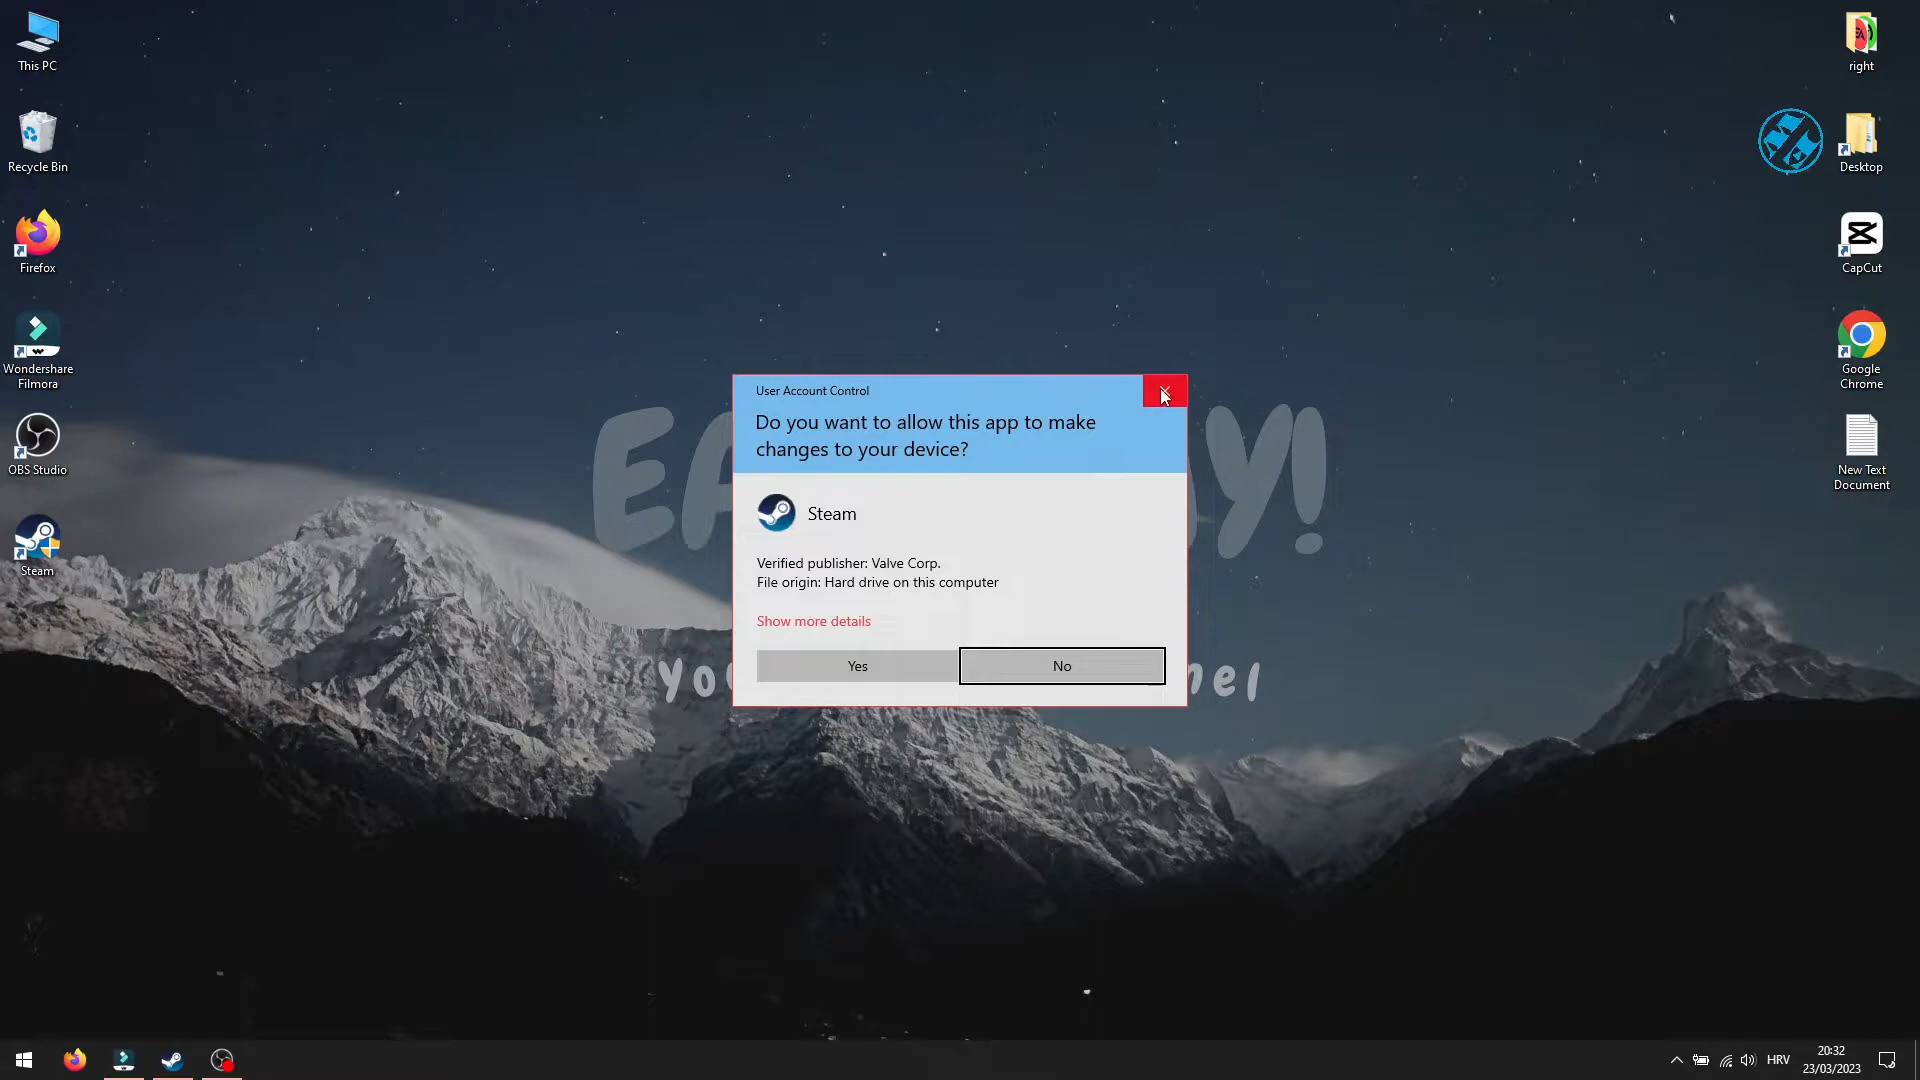 This PC
Recycle Bin
Firefox
Wondershare
Filmora
OBS Studio
Steam
right
Desktop
CapCut
Google
Chrome
New Text
Document
EA
Y!
User Account Control
Do you want to allow this app to make
changes to your device?
Steam
Verified publisher: Valve Corp.
File origin: Hard drive on this computer
Show more details
Yes
No
HRV
20:32
23/03/2023